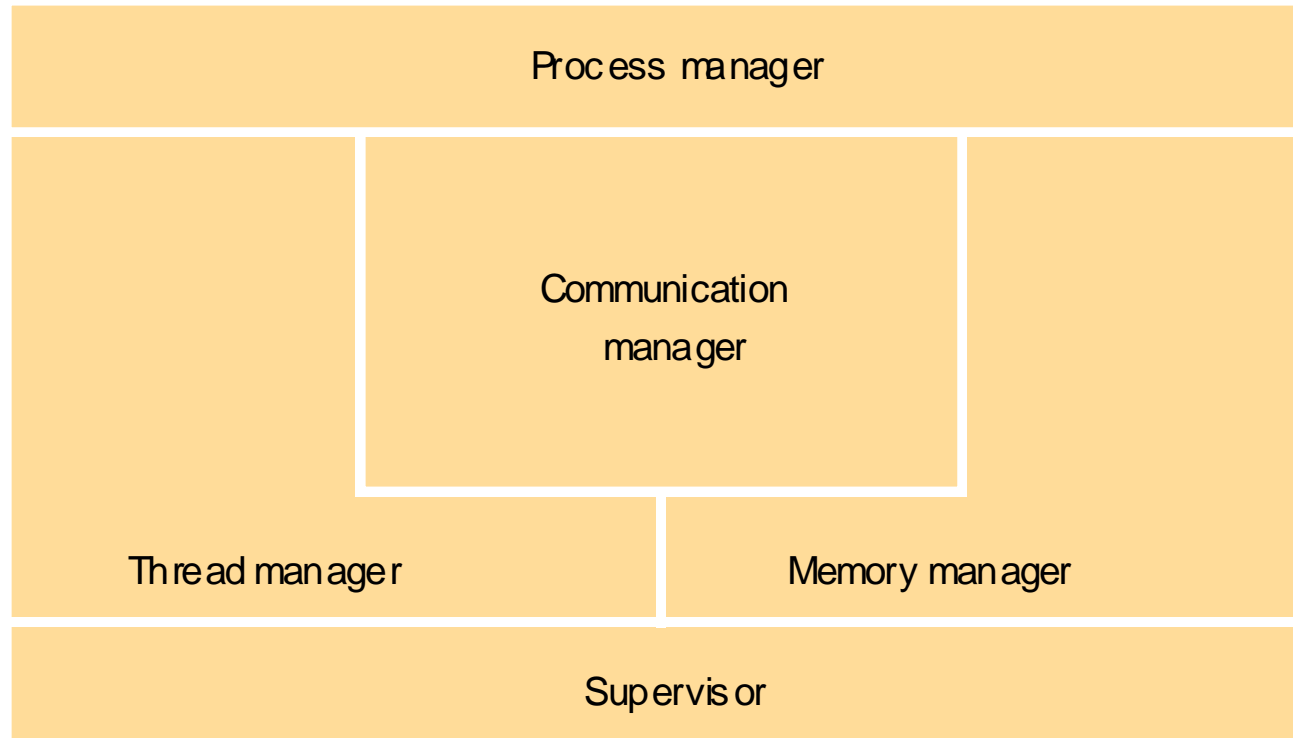 Process manager
Communication
manager
Thread manager
Memory manager
Supervisor